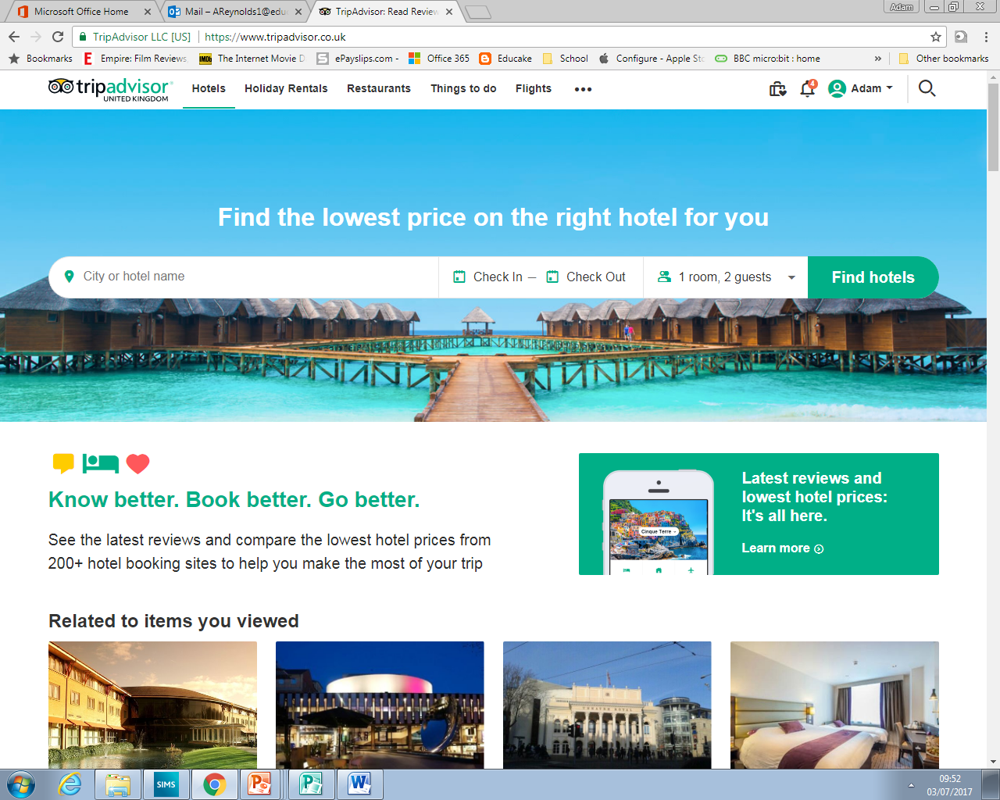 Microsoft Office Home
Mail – AReynolds1@edu
TripAdvisor: Read Review
Adam
TripAdvisor LLC [US]
https://www.tripadvisor.co.uk
Bookmarks
Empire: Film Reviews,
IMDb
The Internet Movie D
ePayslips.com -
Office 365
Educake
School
Configure - Apple Sto
BBC micro:bit : home
»
Other bookmarks
tripadvisor
UNITED KINGDOM
Hotels
Holiday Rentals
Restaurants
Things to do
Flights
4
Adam
Find the lowest price on the right hotel for you
City or hotel name
Check In – Check Out
1 room, 2 guests
Find hotels
Know better. Book better. Go better.
See the latest reviews and compare the lowest hotel prices from
200+ hotel booking sites to help you make the most of your trip
Cinque Terre
Latest reviews and
lowest hotel prices:
It's all here.
Learn more
Related to items you viewed
THEATRE ROYAL
SIMS
09:52
03/07/2017